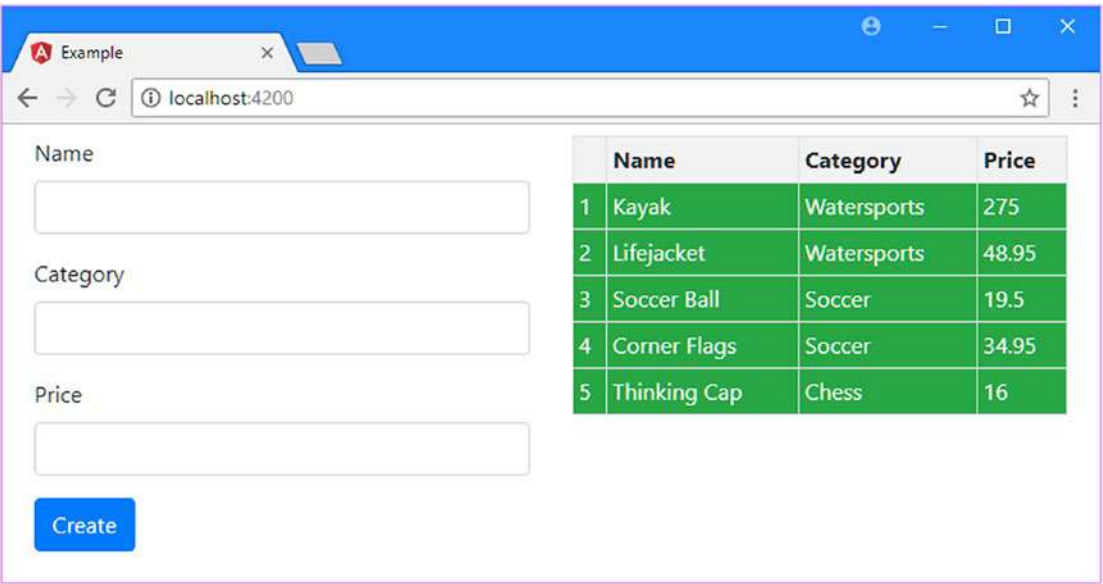 Example
localhost:4200
Name
Category
Price
Create
Name Category Price
1 Kayak Watersports 275
2 Lifejacket Watersports 48.95
3 Soccer Ball Soccer 19.5
4 Corner Flags Soccer 34.95
5 Thinking Cap Chess 16